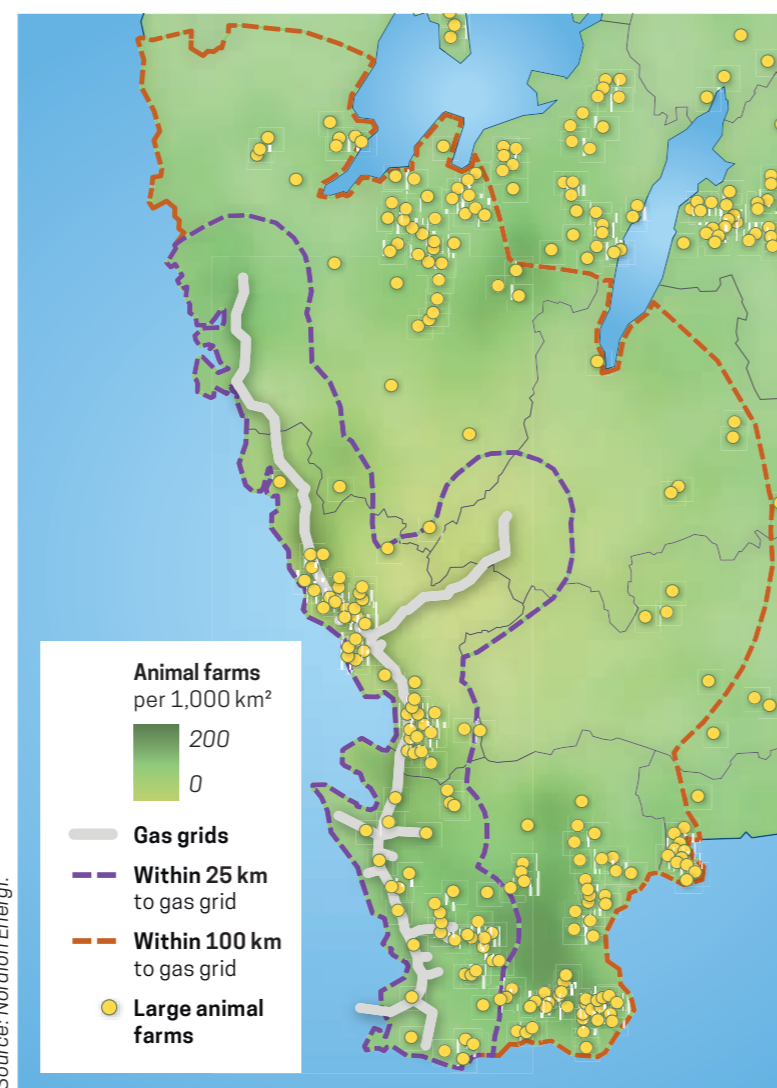 Animal farms
per 1,000 km²
200
0
Gas grids
Within 25 km
to gas grid
Within 100 km
to gas grid
Large animal
farms
Source: Nordion Energi.